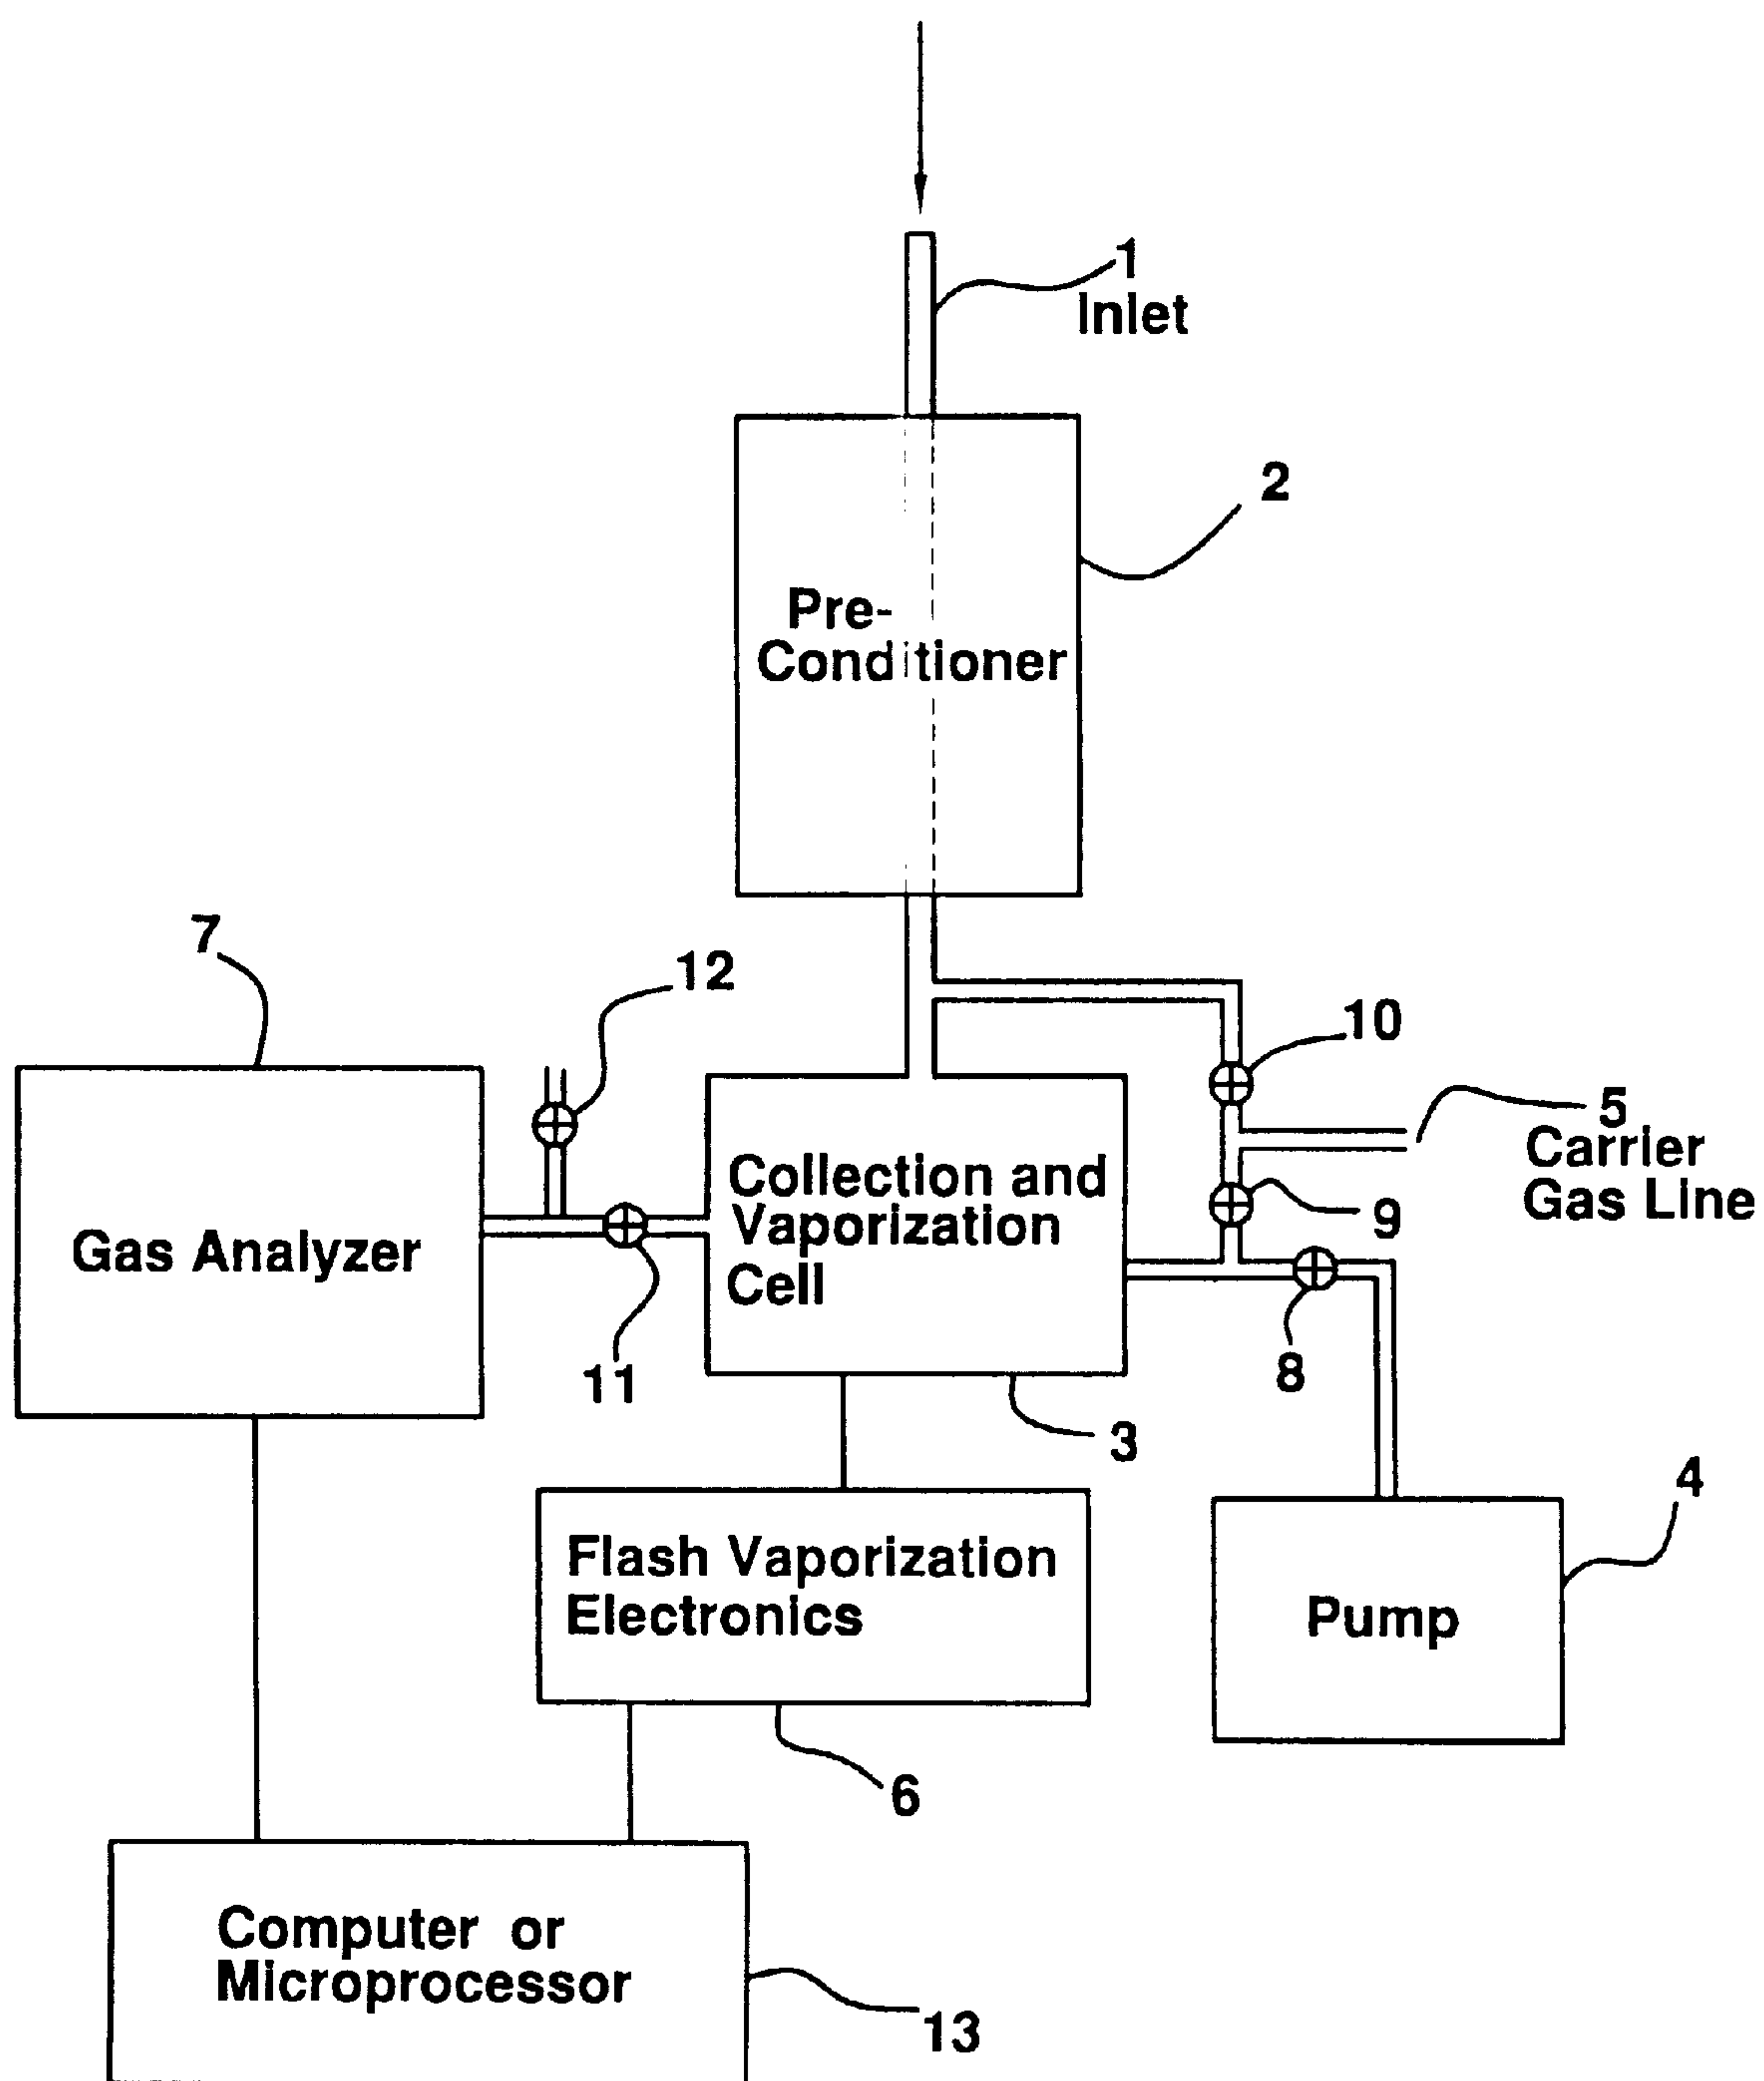 1
Inlet
2
Pre-
Conditioner
7
12
10
5
Carrier
Gas Line
9
Collection and
Vaporization
Cell
Gas Analyzer
11
8
3
4
Flash Vaporization
Electronics
Pump
6
Computer or
Microprocessor
13